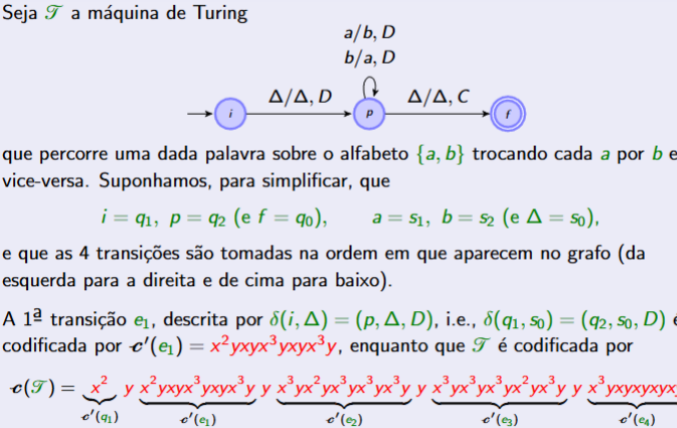 Seja 𝒯 a máquina de Turing
a/b, D
b/a, D
Δ/Δ, D
Δ/Δ, C
i
p
f
que percorre uma dada palavra sobre o alfabeto {a, b} trocando cada a por b e
vice-versa. Suponhamos, para simplificar, que
i = q₁, p = q₂ (e f = q₀), a = s₁, b = s₂ (e Δ = s₀),
e que as 4 transições são tomadas na ordem em que aparecem no grafo (da
esquerda para a direita e de cima para baixo).
A 1ª transição e₁, descrita por δ(i, Δ) = (p, Δ, D), i.e., δ(q₁, s₀) = (q₂, s₀, D) é
codificada por c′(e₁) = x²yxyx³yxyx³y, enquanto que 𝒯 é codificada por
c(𝒯) = x² y x²yxyx³yxyx³y y x³yx²yx³yx³yx³y y x³yx³yx³yx²yx³y y x³yxyxyxyx
c′(q₁) c′(e₁) c′(e₂) c′(e₃) c′(e₄)